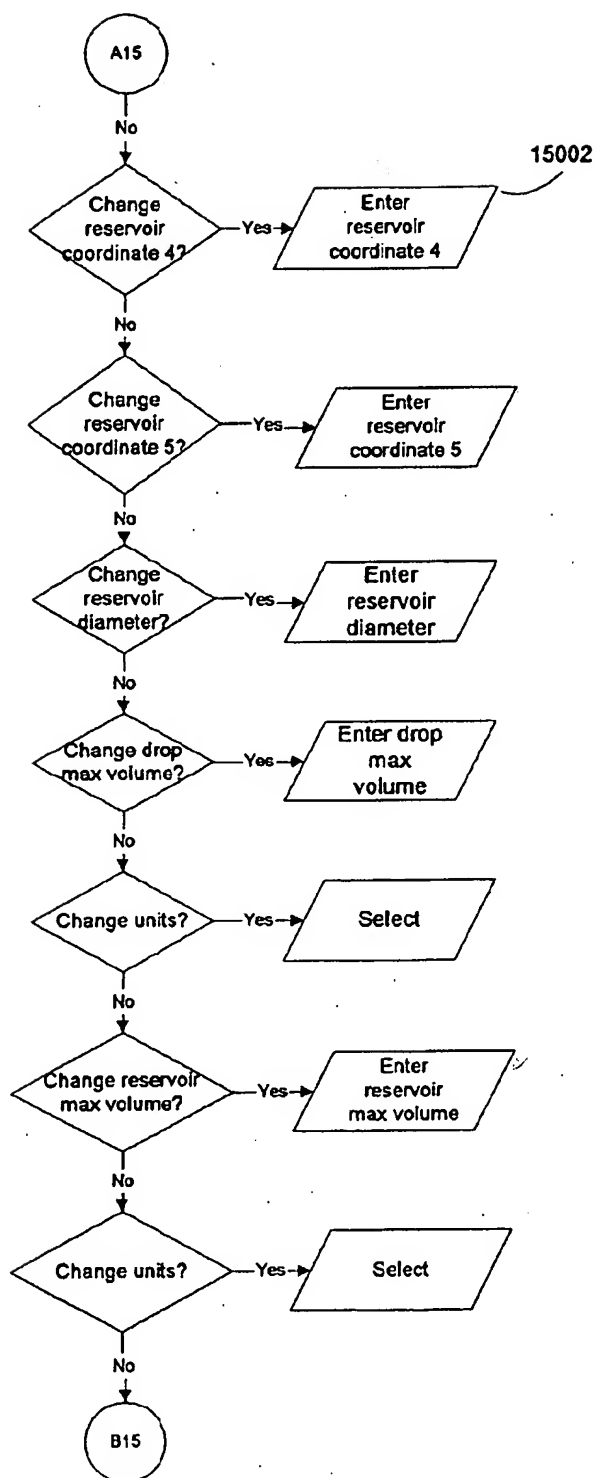 A15
No
15002
Change
reservoir
coordinate 4?
Yes
Enter
reservoir
coordinate 4
No
Change
reservoir
coordinate 5?
Yes
Enter
reservoir
coordinate 5
No
Change
reservoir
diameter?
Yes
Enter
reservoir
diameter
No
Change drop
max volume?
Yes
Enter drop
max
volume
No
Change units?
Yes
Select
No
Change reservoir
max volume?
Yes
Enter
reservoir
max volume
No
Change units?
Yes
Select
No
B15